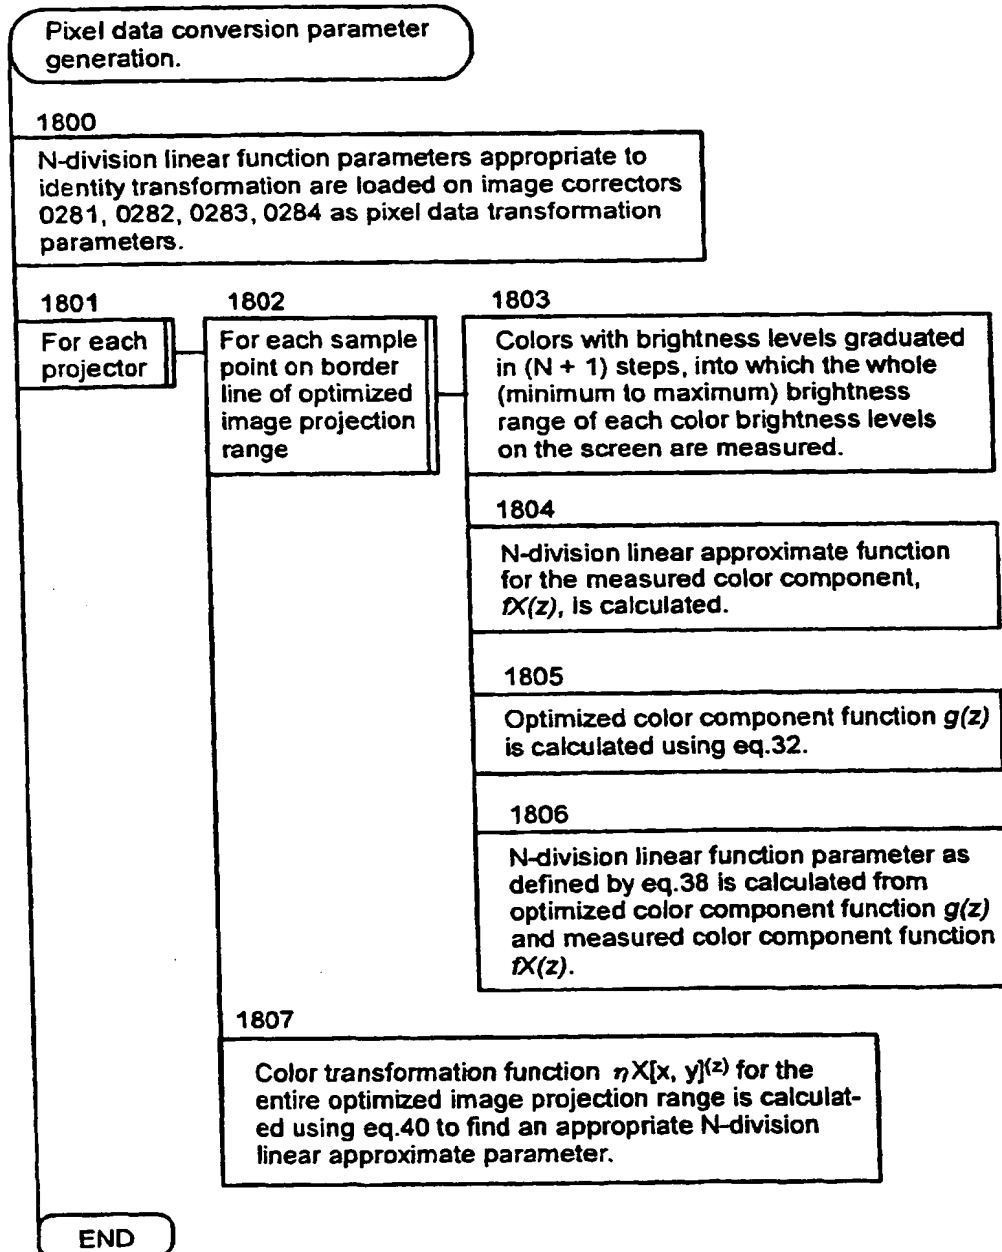 Pixel data conversion parameter
generation.
1800
N-division linear function parameters appropriate to
identity transformation are loaded on image correctors
0281, 0282, 0283, 0284 as pixel data transformation
parameters.
1801
For each
projector
1802
For each sample
point on border
line of optimized
image projection
range
1803
Colors with brightness levels graduated
in (N + 1) steps, into which the whole
(minimum to maximum) brightness
range of each color brightness levels
on the screen are measured.
1804
N-division linear approximate function
for the measured color component,
fX(z), is calculated.
1805
Optimized color component function g(z)
is calculated using eq.32.
1806
N-division linear function parameter as
defined by eq.38 is calculated from
optimized color component function g(z)
and measured color component function
fX(z).
1807
Color transformation function ηX[x, y](z) for the
entire optimized image projection range is calculat-
ed using eq.40 to find an appropriate N-division
linear approximate parameter.
END